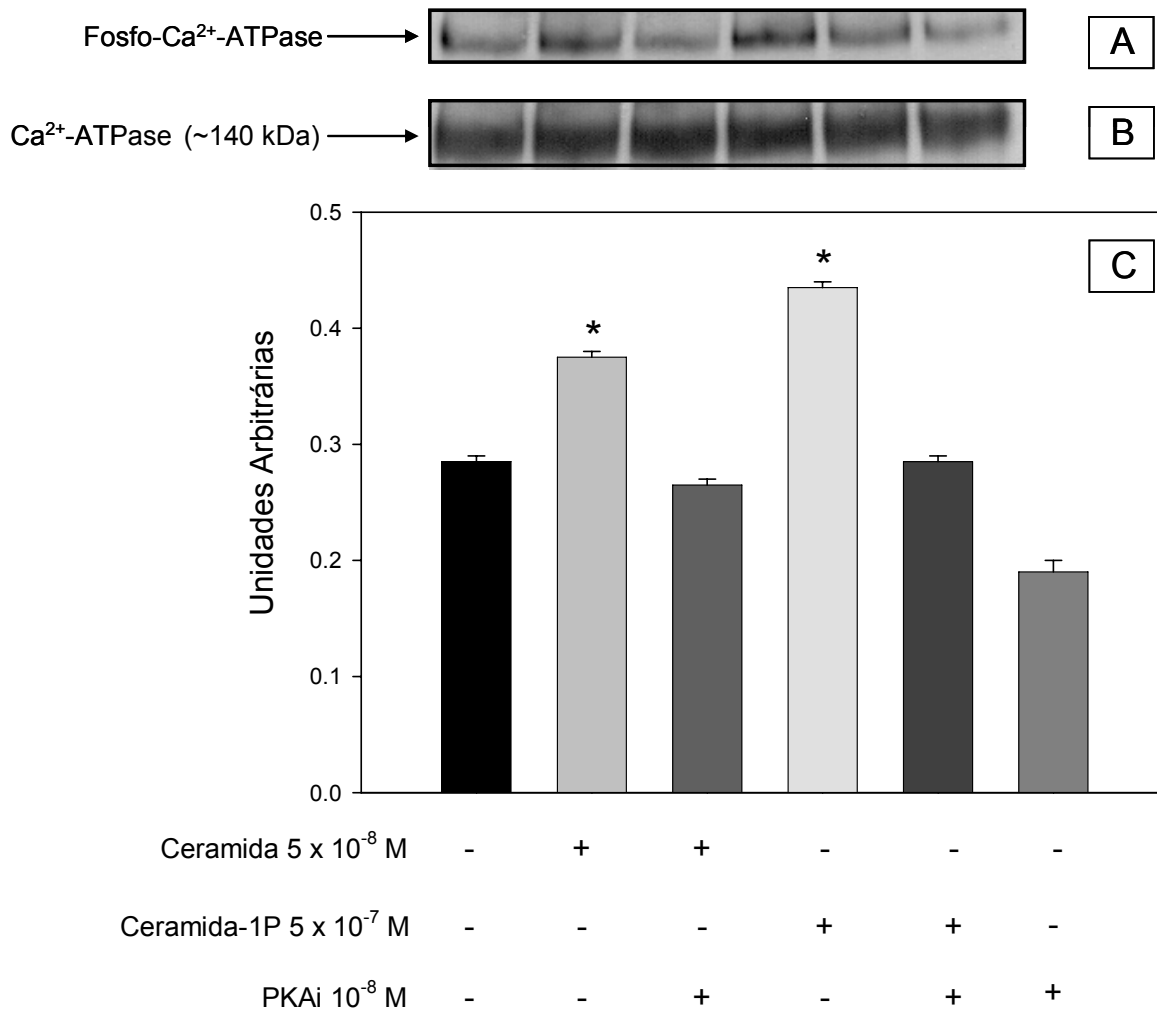 Fosfo-Ca²⁺-ATPase
A
Ca²⁺-ATPase (~140 kDa)
B
C
Unidades Arbitrárias
0.5
0.4
0.3
0.2
0.1
0.0
*
*
Ceramida 5 x 10⁻⁸ M - + + - - -
Ceramida-1P 5 x 10⁻⁷ M - - - + + -
PKAi 10⁻⁸ M - - + - + +